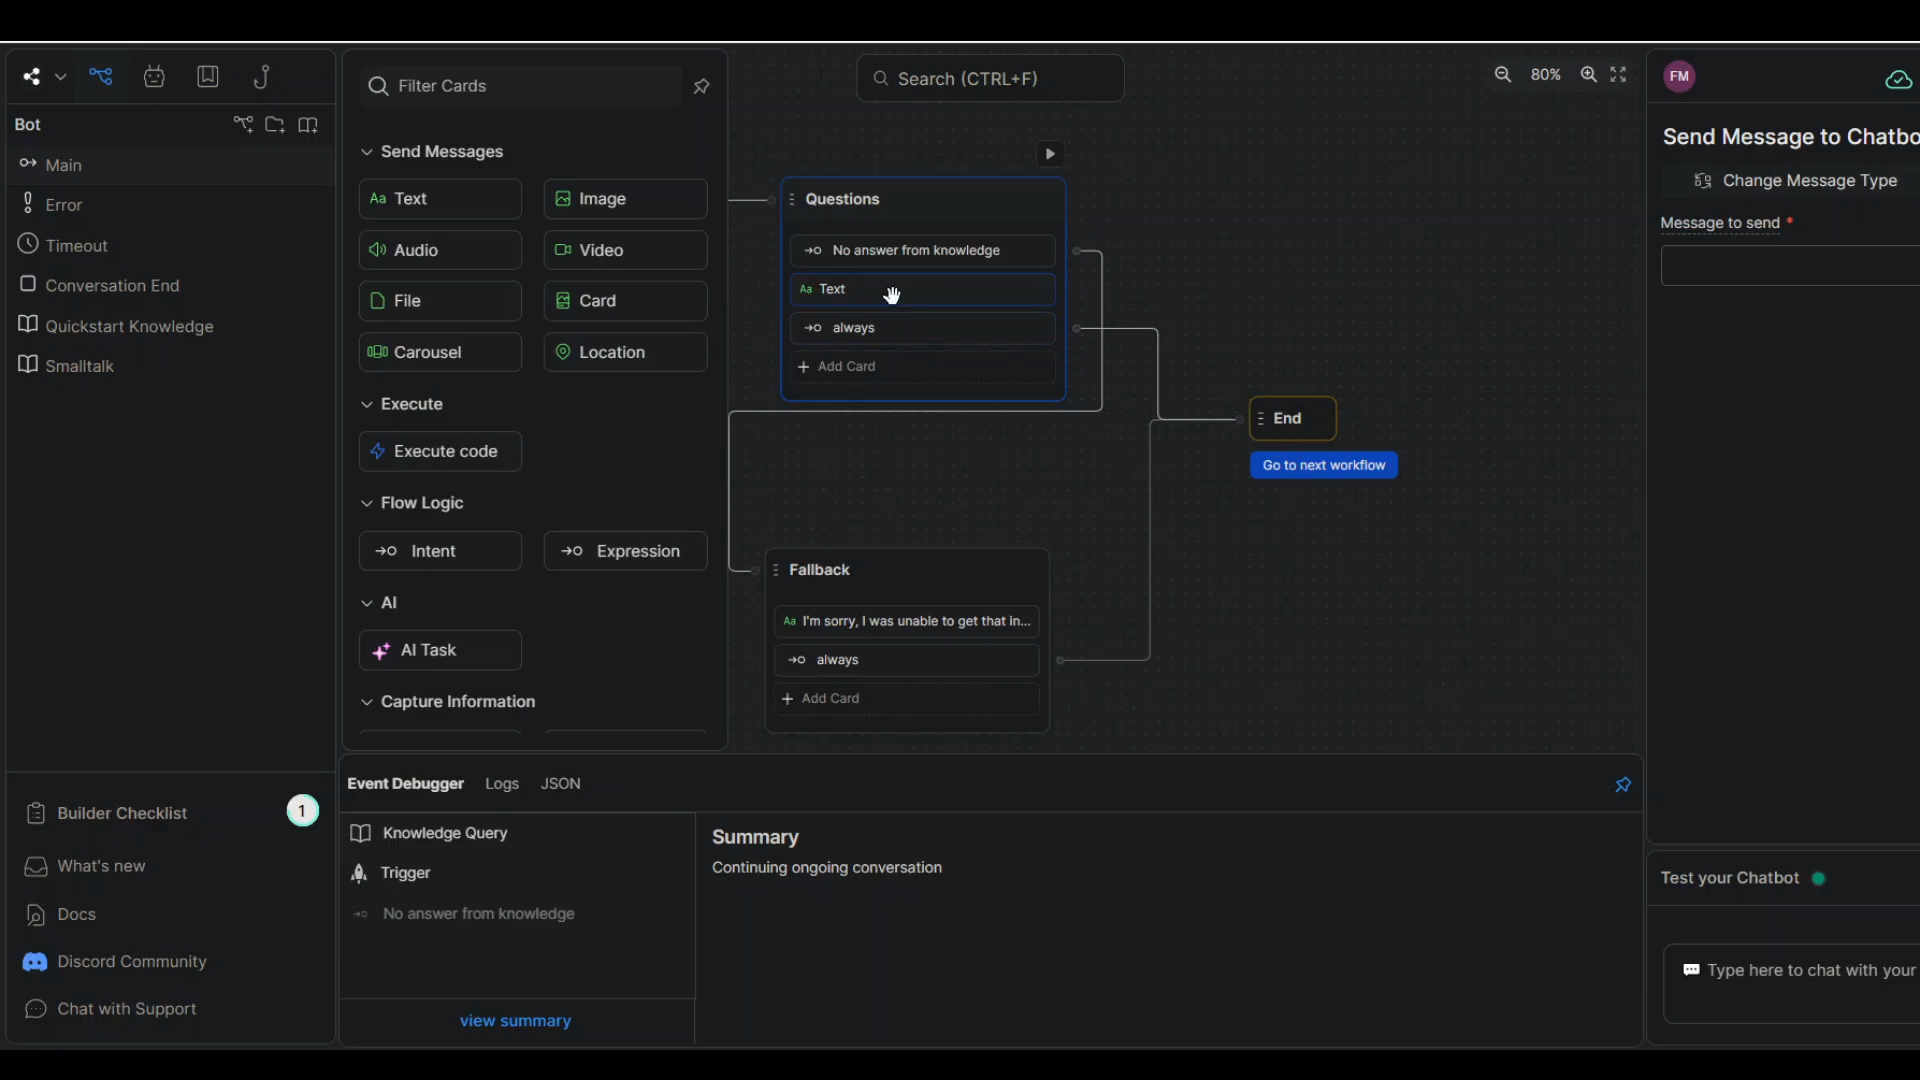 Bot
Main
Error
Timeout
Conversation End
Quickstart Knowledge
Smalltalk
Builder Checklist
1
What's new
Docs
Discord Community
Chat with Support
Filter Cards
Send Messages
Text
Image
Audio
Video
File
Card
Carousel
Location
Execute
Execute code
Flow Logic
Intent
Expression
AI
AI Task
Capture Information
Search (CTRL+F)
80%
Questions
No answer from knowledge
Aa Text
always
+ Add Card
End
Go to next workflow
Fallback
Aa I'm sorry, I was unable to get that in...
always
+ Add Card
Event Debugger
Logs
JSON
Knowledge Query
Trigger
No answer from knowledge
view summary
Summary
Continuing ongoing conversation
FM
Send Message to Chatbo
Change Message Type
Message to send *
Test your Chatbot
Type here to chat with your